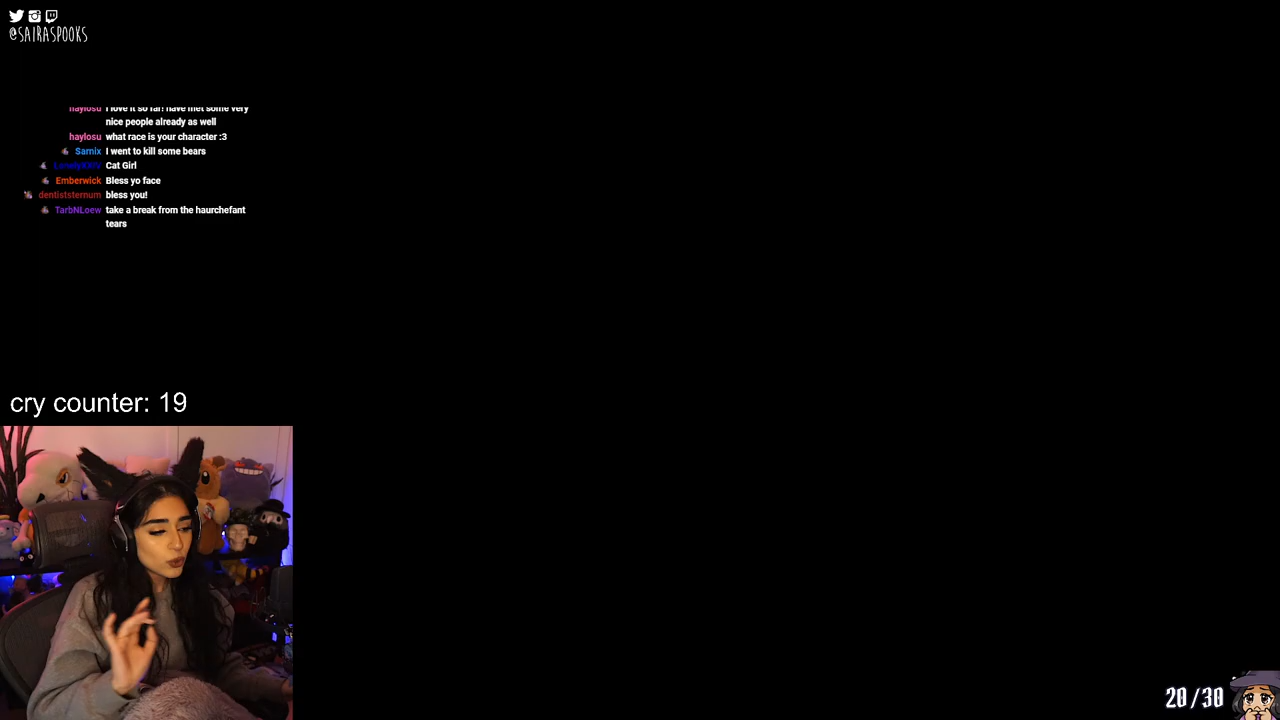 @SAIRASPOOKS
haylosu I love it so far! have met some very
nice people already as well
haylosu what race is your character :3
Samix I went to kill some bears
Cat Girl
Emberwick Bless yo face
dentiststernum bless you!
TarbNLoew take a break from the haurchefant
tears
cry counter: 19
20/30